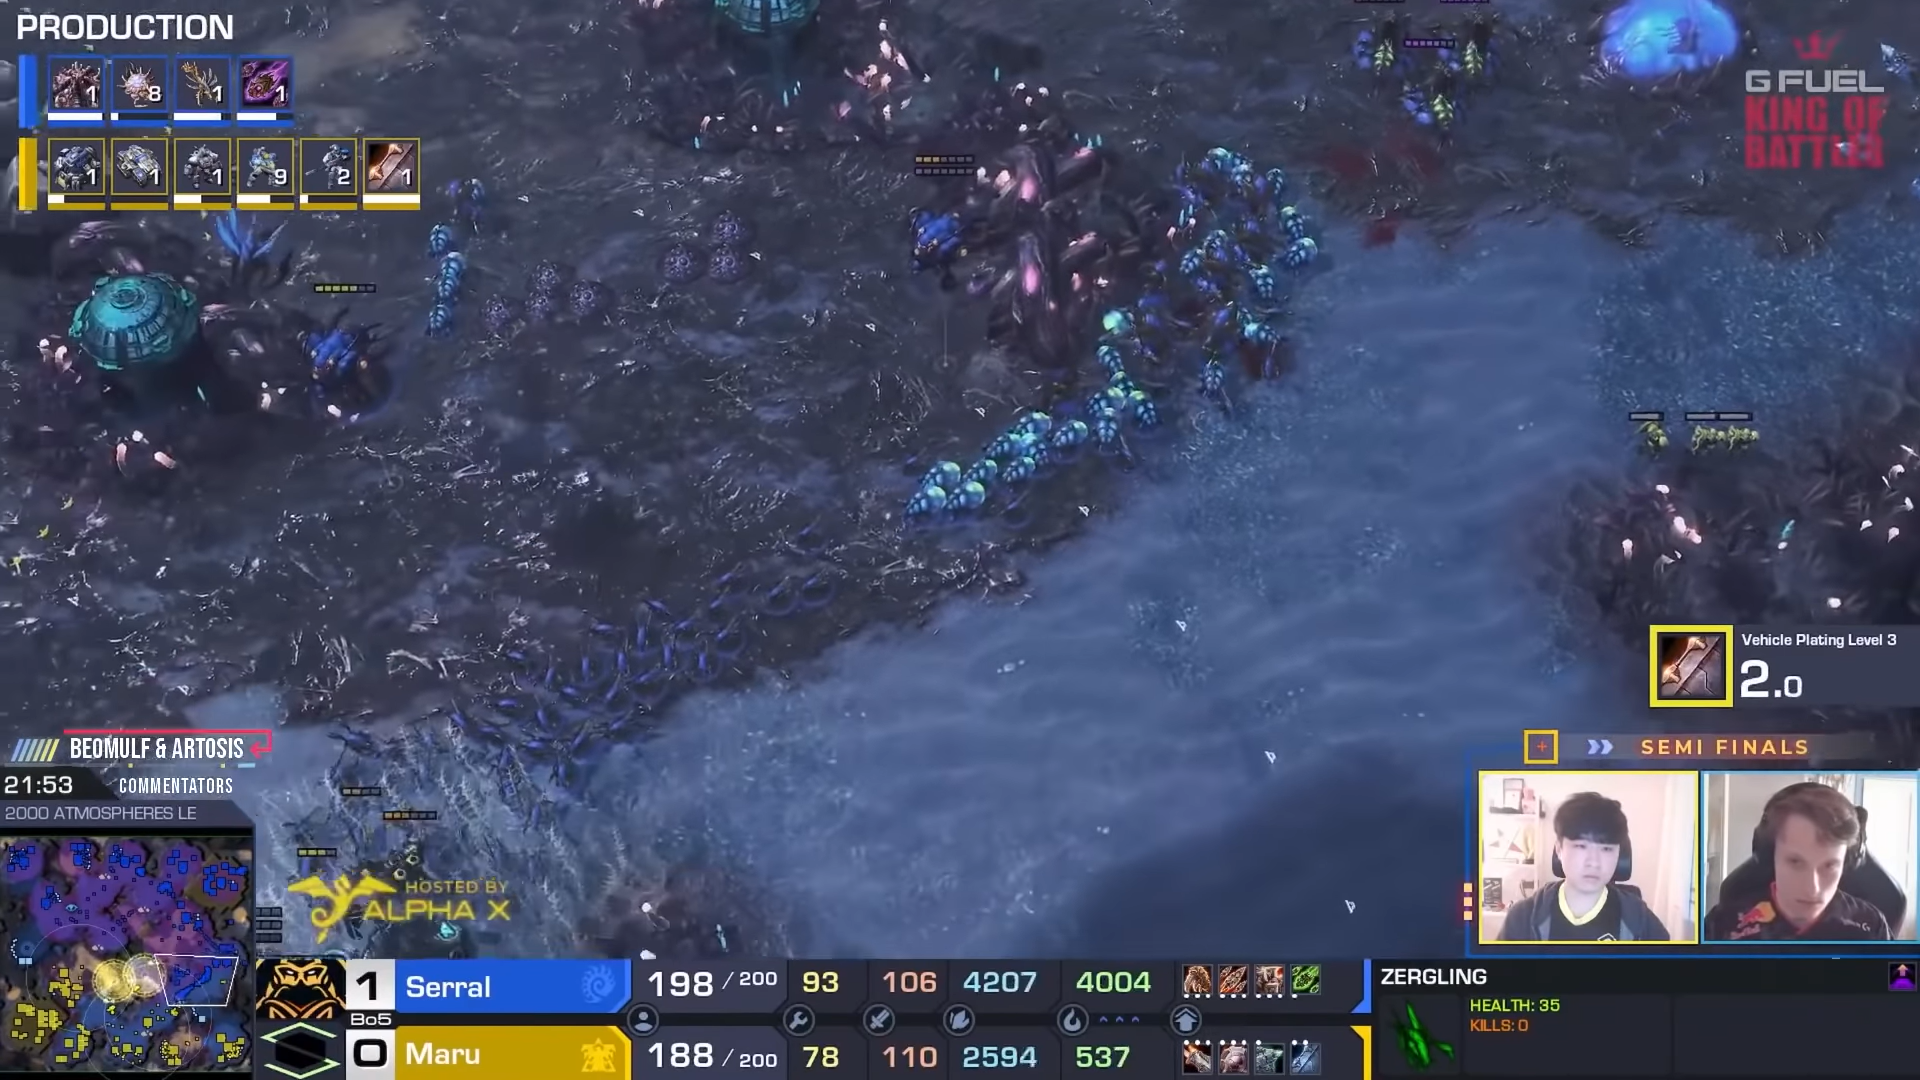 PRODUCTION
1 8 1 1
1 1 1 9 2 1
G FUEL
KING OF
BATTLES
Vehicle Plating Level 3
2.0
SEMI FINALS
BEOMULF & ARTOSIS
COMMENTATORS
21:53
2000 ATMOSPHERES LE
HOSTED BY
ALPHA X
1 Serral 198 / 200 93 106 4207 4004
Bo5
0 Maru 188 / 200 78 110 2594 537
ZERGLING
HEALTH: 35
KILLS: 0